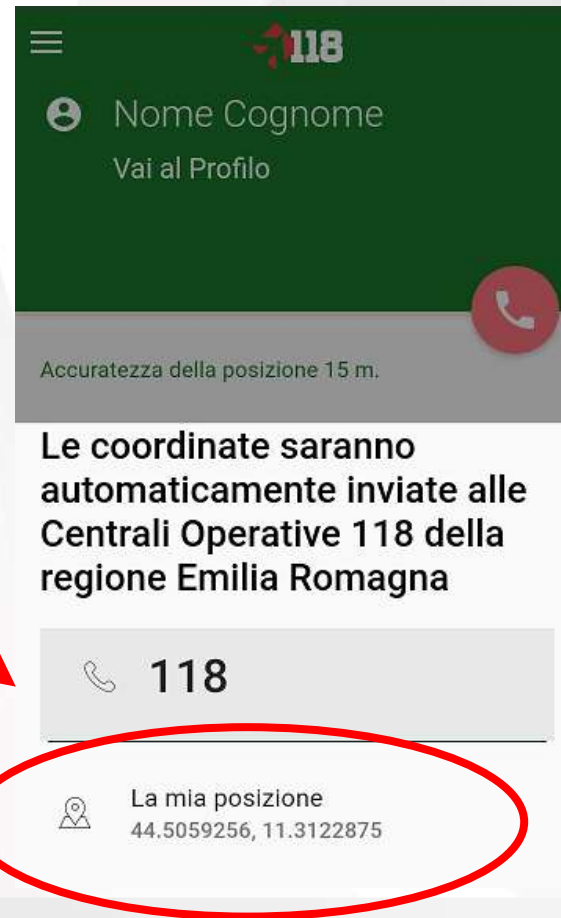 118
Nome Cognome
Vai al Profilo
Accuratezza della posizione 15 m.
Le coordinate saranno
automaticamente inviate alle
Centrali Operative 118 della
regione Emilia Romagna
118
La mia posizione
44.5059256, 11.3122875